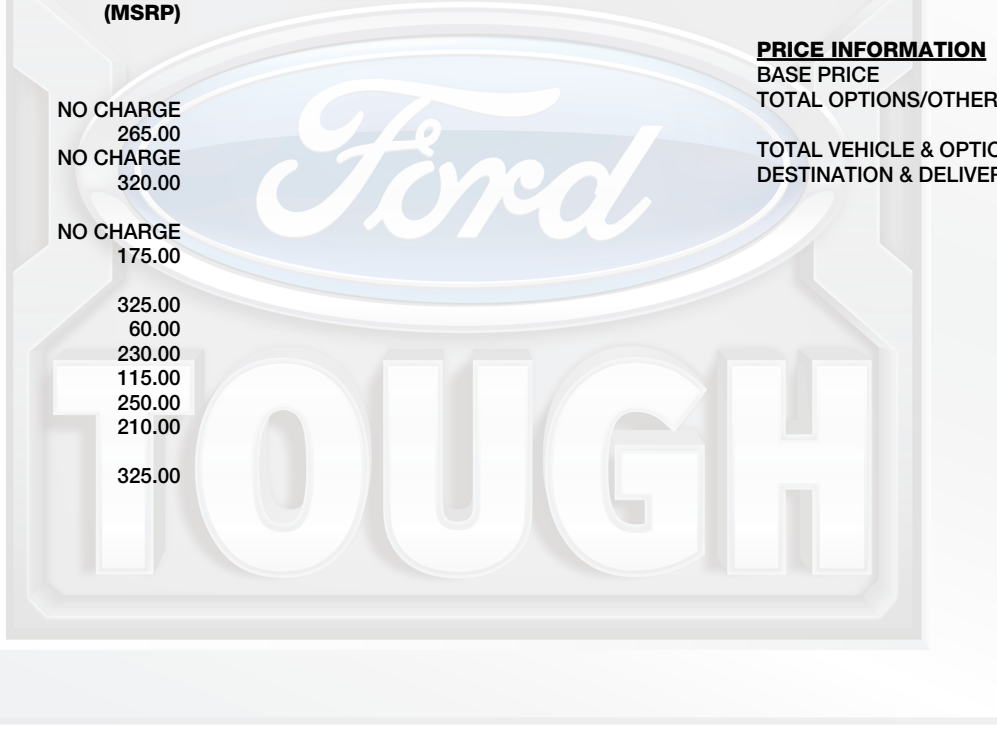 (MSRP)
NO CHARGE
265.00
NO CHARGE
320.00
NO CHARGE
175.00
325.00
60.00
230.00
115.00
250.00
210.00
325.00
PRICE INFORMATION
BASE PRICE
TOTAL OPTIONS/OTHER
TOTAL VEHICLE & OPTIO
DESTINATION & DELIVER
Ford
TOUGH